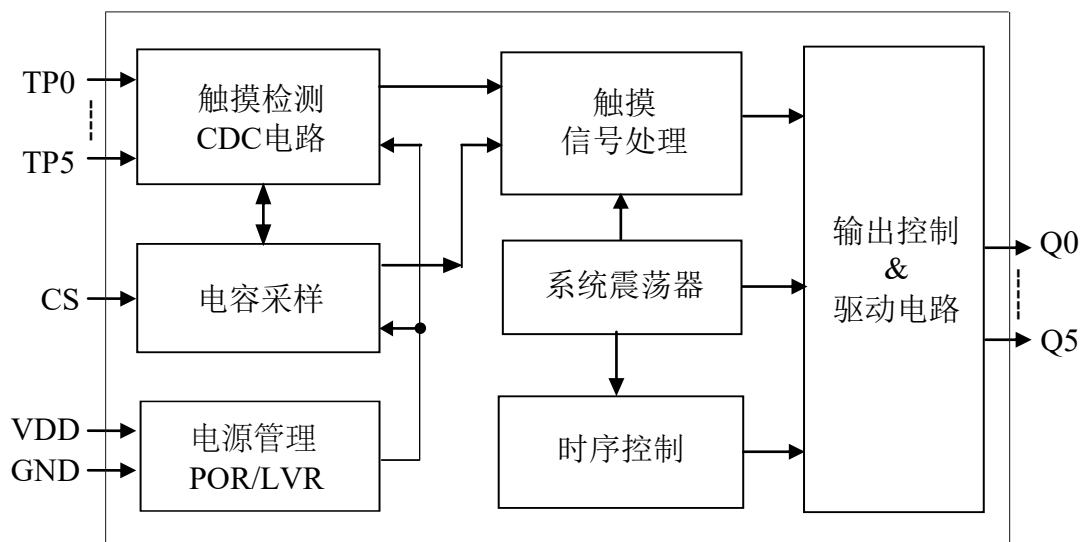 TP0
TP5
CS
VDD
GND
触摸检测
CDC电路
电容采样
电源管理
POR/LVR
触摸
信号处理
系统震荡器
时序控制
输出控制
&
驱动电路
Q0
Q5